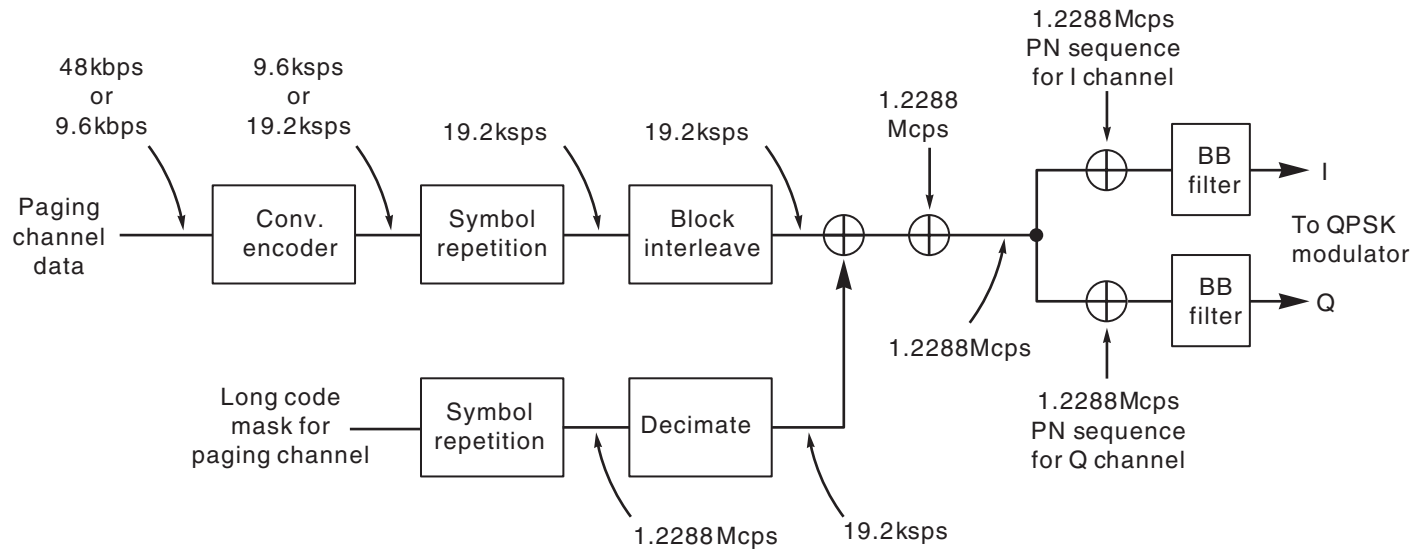 48kbps
or
9.6kbps
9.6ksps
or
19.2ksps
19.2ksps
19.2ksps
1.2288
Mcps
1.2288Mcps
PN sequence
for I channel
Paging
channel
data
Conv.
encoder
Symbol
repetition
Block
interleave
BB
filter
I
To QPSK
modulator
BB
filter
Q
1.2288Mcps
Long code
mask for
paging channel
Symbol
repetition
Decimate
1.2288Mcps
19.2ksps
1.2288Mcps
PN sequence
for Q channel